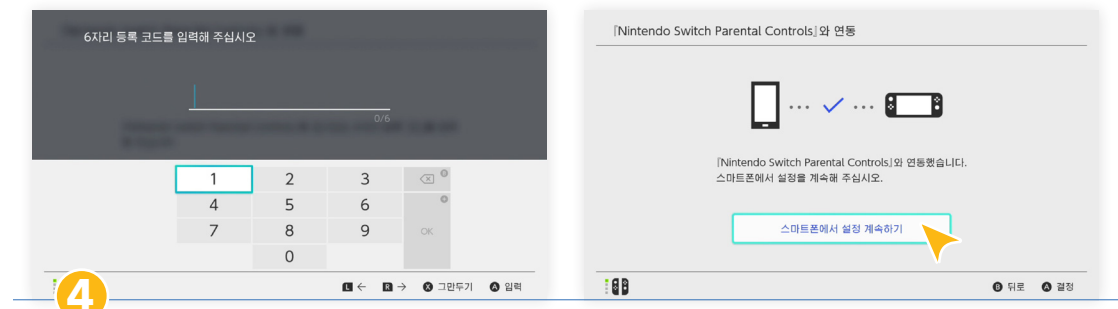 6자리 등록 코드를 입력해 주십시오
0/6
1 2 3
4 5 6
7 8 9 OK
0
L ← R → X 그만두기 A 입력
4
『Nintendo Switch Parental Controls』와 연동
『Nintendo Switch Parental Controls』와 연동했습니다.
스마트폰에서 설정을 계속해 주십시오.
스마트폰에서 설정 계속하기
B 뒤로 A 결정